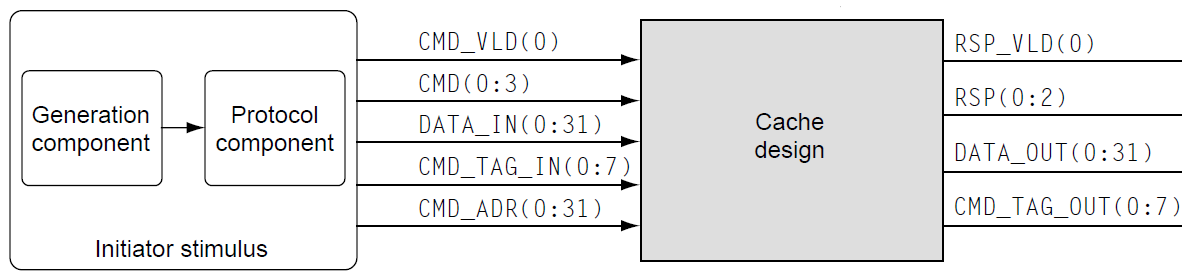 Generation
component
Protocol
component
Initiator stimulus
CMD_VLD(0)
CMD(0:3)
DATA_IN(0:31)
CMD_TAG_IN(0:7)
CMD_ADR(0:31)
Cache
design
RSP_VLD(0)
RSP(0:2)
DATA_OUT(0:31)
CMD_TAG_OUT(0:7)